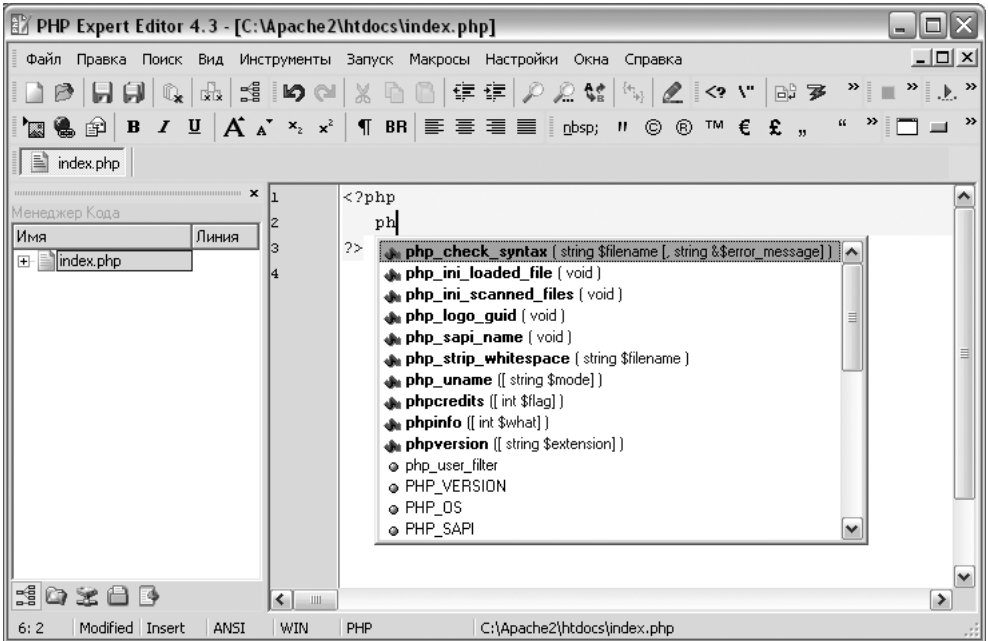 PHP Expert Editor 4.3 - [C:\Apache2\htdocs\index.php]
Файл Правка Поиск Вид Инструменты Запуск Макросы Настройки Окна Справка
<? \"
B I U A A x₂ x² ¶ BR nbsp; " © ® ™ € £ „ “
index.php
Менеджер Кода
Имя Линия
index.php
1 <?php
2 ph
3 ?>
4
php_check_syntax ( string $filename [, string &$error_message] )
php_ini_loaded_file ( void )
php_ini_scanned_files ( void )
php_logo_guid ( void )
php_sapi_name ( void )
php_strip_whitespace ( string $filename )
php_uname ([ string $mode] )
phpcredits ([ int $flag] )
phpinfo ([ int $what] )
phpversion ([ string $extension] )
php_user_filter
PHP_VERSION
PHP_OS
PHP_SAPI
6: 2 Modified Insert ANSI WIN PHP C:\Apache2\htdocs\index.php